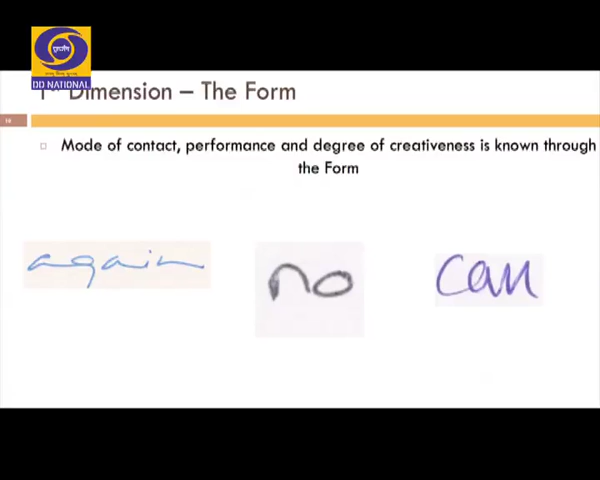 DD NATIONAL
Dimension – The Form
Mode of contact, performance and degree of creativeness is known through
the Form
again
no
can